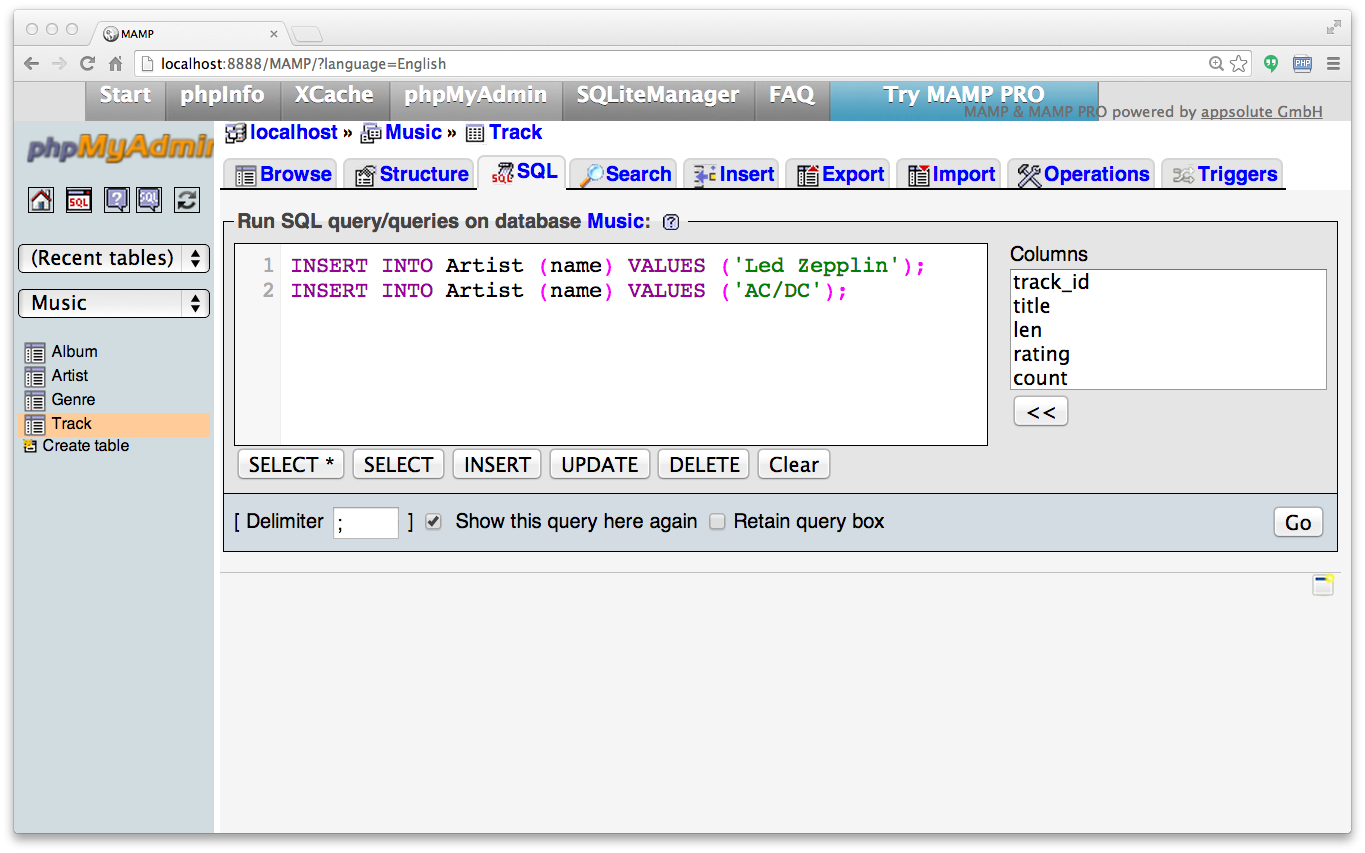 MAMP
localhost:8888/MAMP/?language=English
Start phpInfo XCache phpMyAdmin SQLiteManager FAQ Try MAMP PRO
MAMP & MAMP PRO powered by appsolute GmbH
phpMyAdmin
localhost » Music » Track
Browse Structure SQL Search Insert Export Import Operations Triggers
(Recent tables)
Music
Album
Artist
Genre
Track
Create table
Run SQL query/queries on database Music:
1 INSERT INTO Artist (name) VALUES ('Led Zepplin');
2 INSERT INTO Artist (name) VALUES ('AC/DC');
Columns
track_id
title
len
rating
count
<<
SELECT * SELECT INSERT UPDATE DELETE Clear
[ Delimiter ; ] Show this query here again Retain query box Go